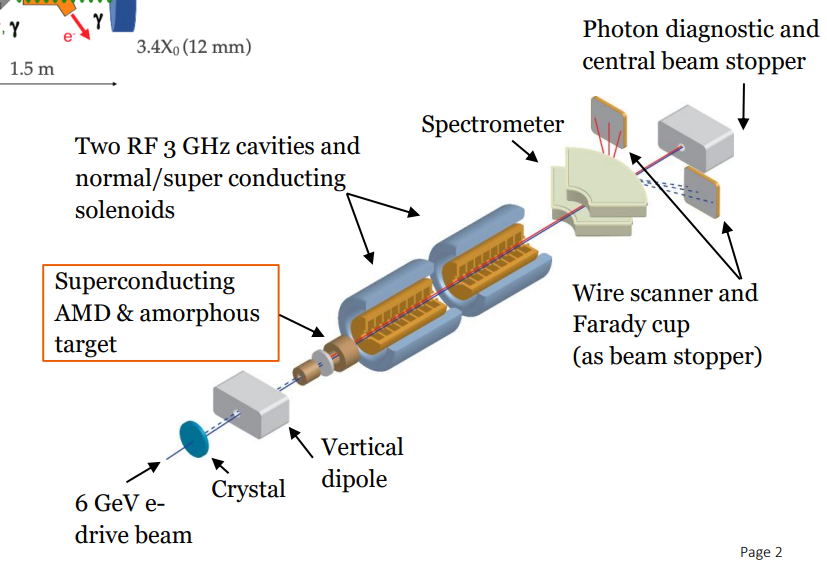 , γ
e-
γ
3.4X₀ (12 mm)
1.5 m
Photon diagnostic and
central beam stopper
Spectrometer
Two RF 3 GHz cavities and
normal/super conducting
solenoids
Superconducting
AMD & amorphous
target
Wire scanner and
Farady cup
(as beam stopper)
Vertical
dipole
Crystal
6 GeV e-
drive beam
Page 2